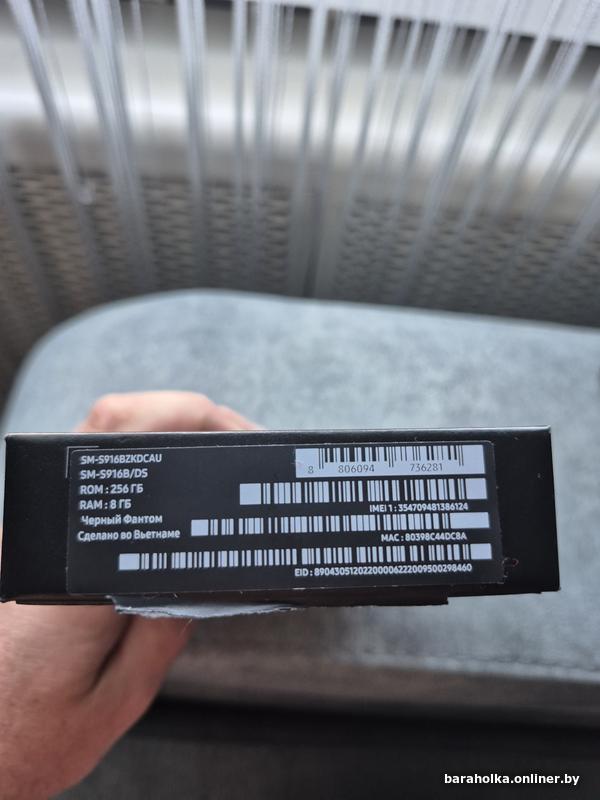 SM-S916BZKDCAU
SM-S916B/DS
ROM : 256 ГБ
RAM : 8 ГБ
Черный Фантом
Сделано во Вьетнаме
8 806094 736281
IMEI 1 : 354709481386124
MAC : 80398C44DC8A
EID : 89043051202200006222009500298460
baraholka.onliner.by